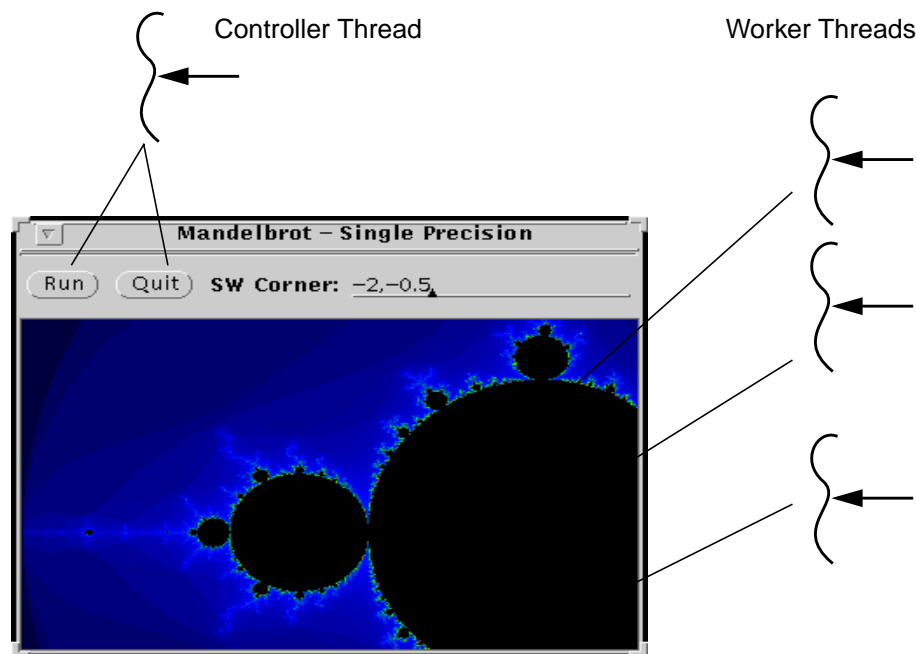 Controller Thread
Worker Threads
Mandelbrot – Single Precision
Run
Quit
SW Corner: −2,−0.5